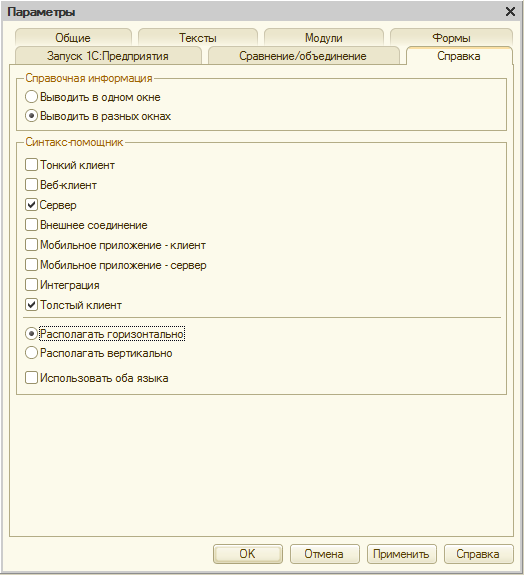 Параметры
Общие
Тексты
Модули
Формы
Запуск 1С:Предприятия
Сравнение/объединение
Справка
Справочная информация
Выводить в одном окне
Выводить в разных окнах
Синтакс-помощник
Тонкий клиент
Веб-клиент
Сервер
Внешнее соединение
Мобильное приложение - клиент
Мобильное приложение - сервер
Интеграция
Толстый клиент
Располагать горизонтально
Располагать вертикально
Использовать оба языка
OK
Отмена
Применить
Справка